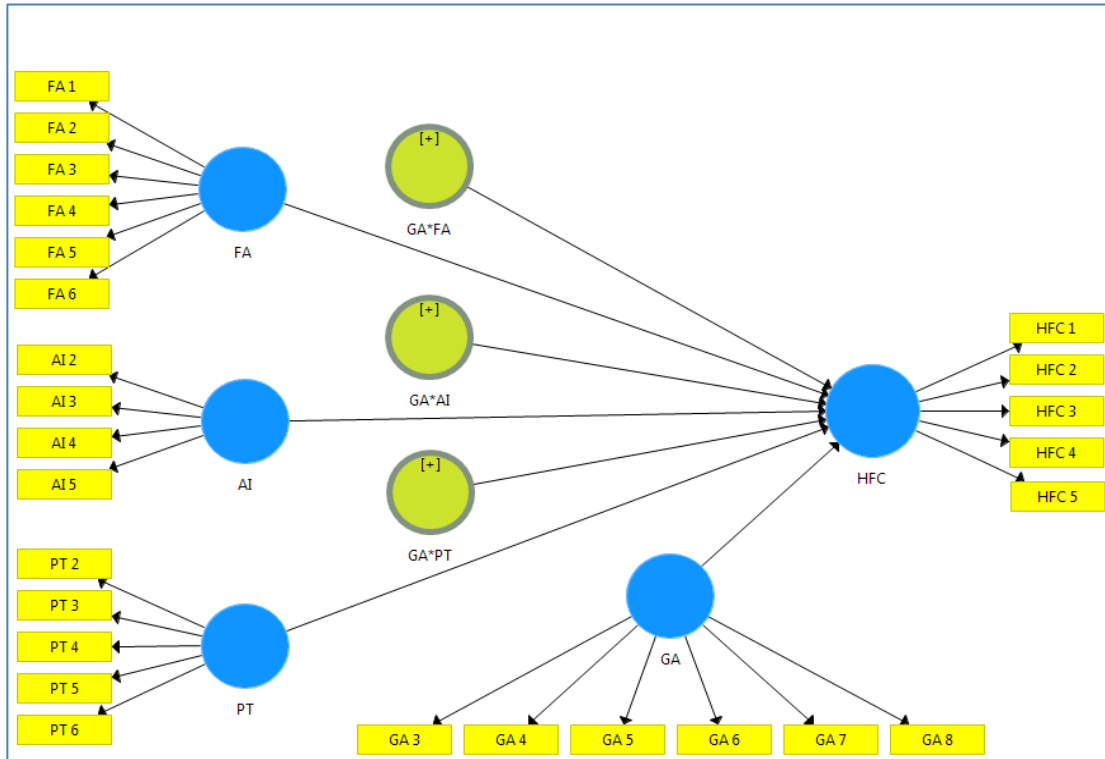 FA 1
FA 2
FA 3
FA 4
FA 5
FA 6
FA
[+]
GA*FA
AI 2
AI 3
AI 4
AI 5
AI
[+]
GA*AI
PT 2
PT 3
PT 4
PT 5
PT 6
PT
[+]
GA*PT
HFC
HFC 1
HFC 2
HFC 3
HFC 4
HFC 5
GA
GA 3
GA 4
GA 5
GA 6
GA 7
GA 8